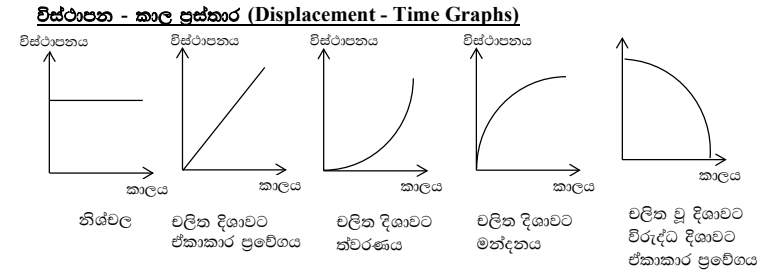 විස්ථාපන - කාල ප්‍රස්තාර (Displacement - Time Graphs)
විස්ථාපනය විස්ථාපනය විස්ථාපනය විස්ථාපනය
කාලය කාලය කාලය කාලය කාලය
නිශ්චල
චලිත දිශාවට
ඒකාකාර ප්‍රවේගය
චලිත දිශාවට
ත්වරණය
චලිත දිශාවට
මන්දනය
චලිත වූ දිශාවට
විරුද්ධ දිශාවට
ඒකාකාර ප්‍රවේගය